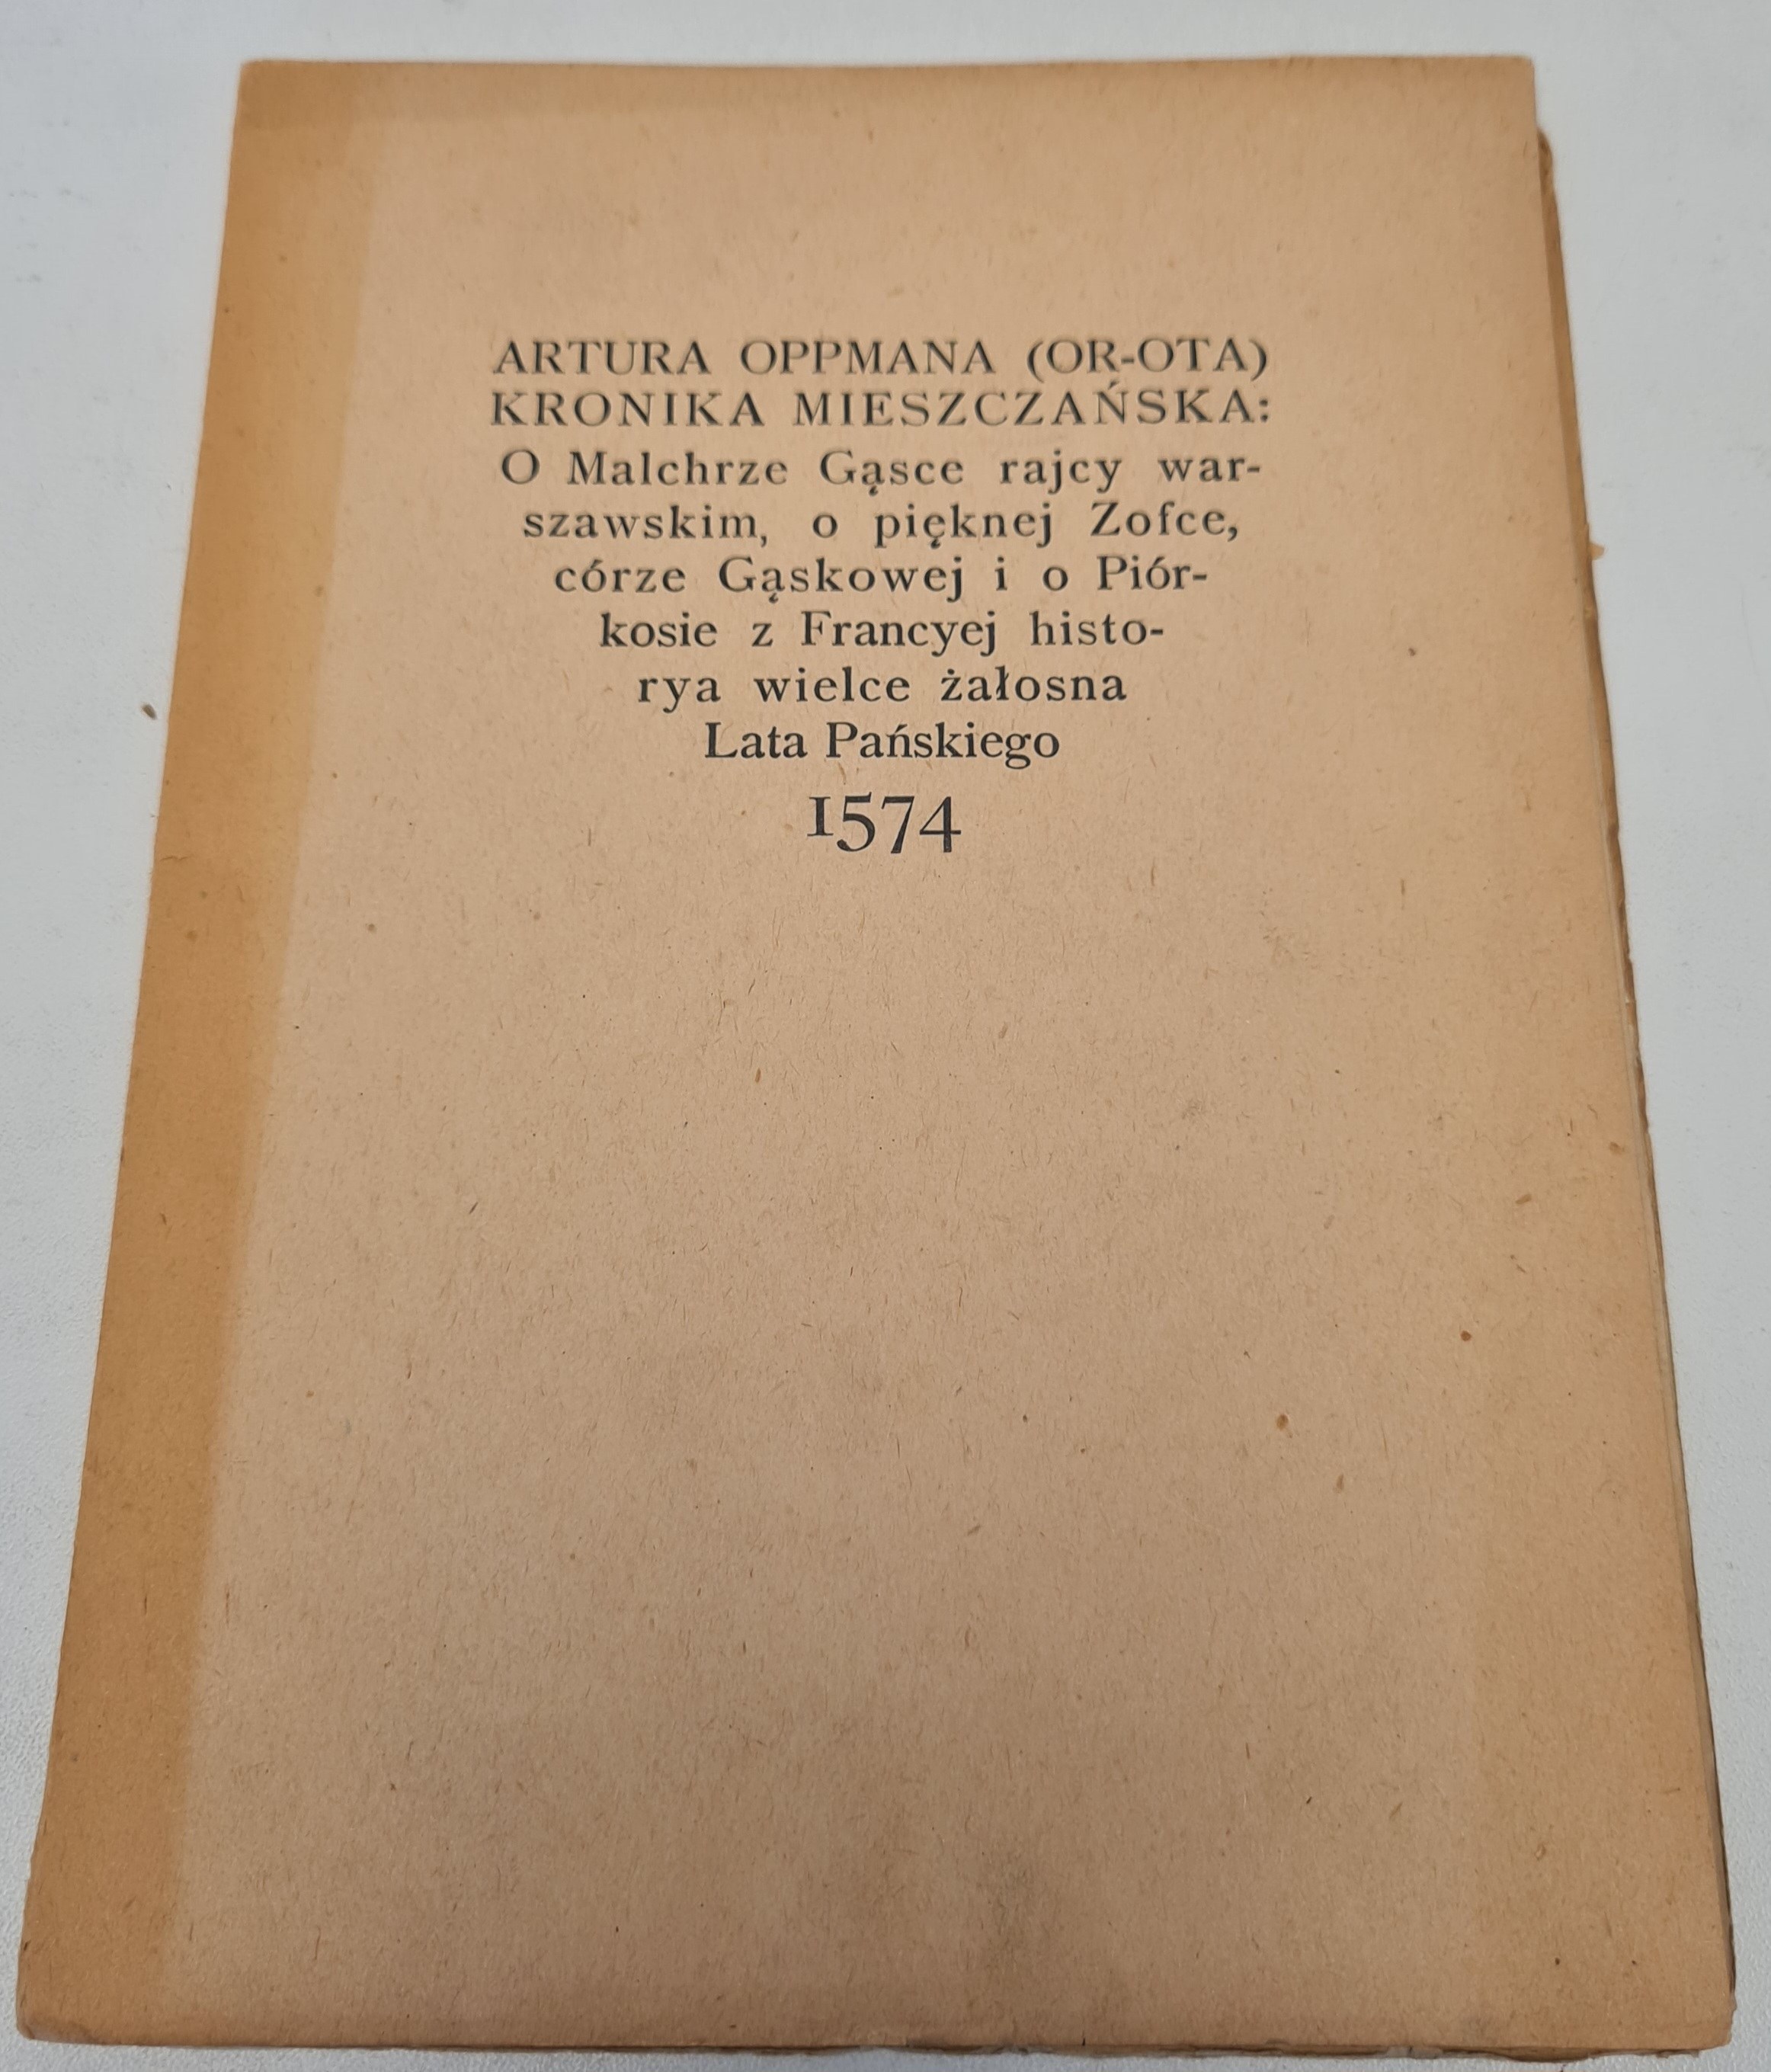 ARTURA OPPMANA (OR-OTA)
KRONIKA MIESZCZAŃSKA:
O Malchrze Gąsce rajcy war-
szawskim, o pięknej Zofce,
córze Gąskowej i o Piór-
kosie z Francyej histo-
rya wielce żałosna
Lata Pańskiego
1574